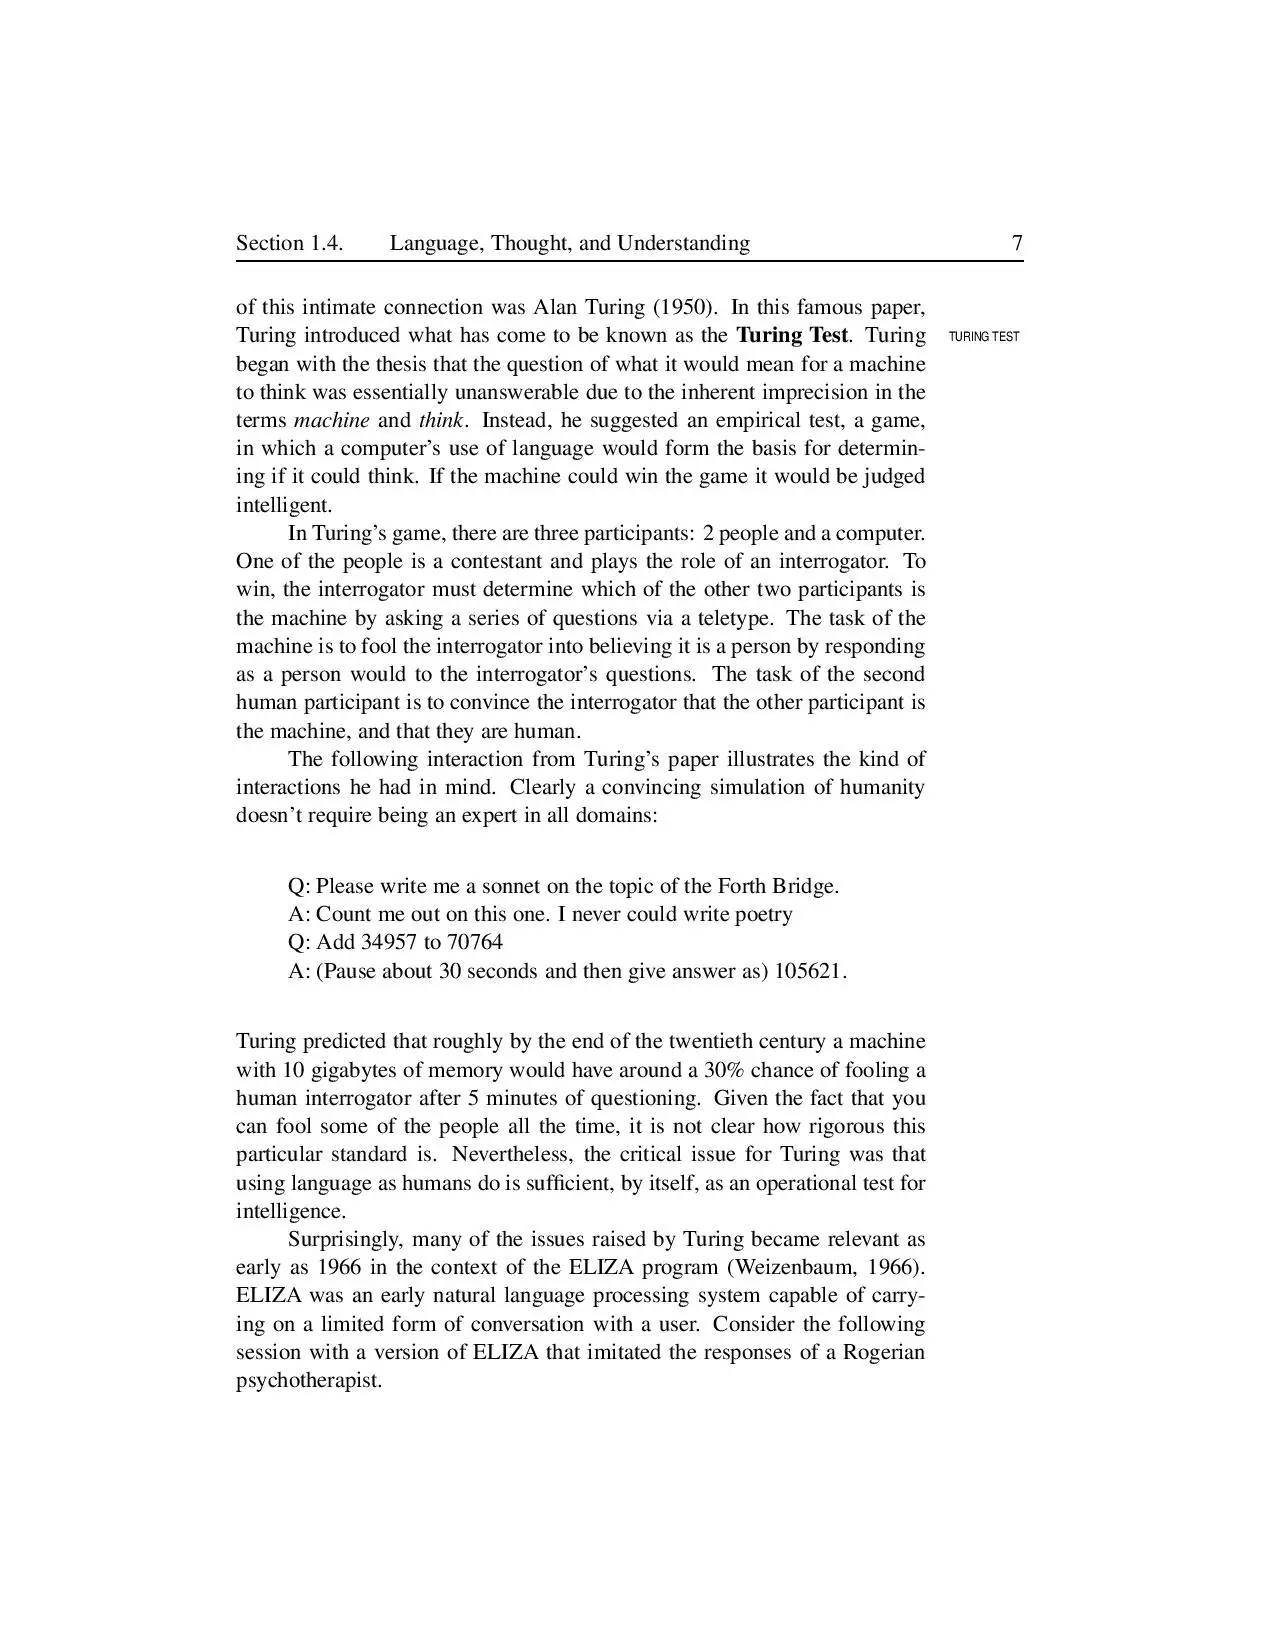 Section 1.4. Language, Thought, and Understanding 7
of this intimate connection was Alan Turing (1950). In this famous paper,
Turing introduced what has come to be known as the Turing Test. Turing TURING TEST
began with the thesis that the question of what it would mean for a machine
to think was essentially unanswerable due to the inherent imprecision in the
terms machine and think. Instead, he suggested an empirical test, a game,
in which a computer's use of language would form the basis for determin-
ing if it could think. If the machine could win the game it would be judged
intelligent.
In Turing's game, there are three participants: 2 people and a computer.
One of the people is a contestant and plays the role of an interrogator. To
win, the interrogator must determine which of the other two participants is
the machine by asking a series of questions via a teletype. The task of the
machine is to fool the interrogator into believing it is a person by responding
as a person would to the interrogator's questions. The task of the second
human participant is to convince the interrogator that the other participant is
the machine, and that they are human.
The following interaction from Turing's paper illustrates the kind of
interactions he had in mind. Clearly a convincing simulation of humanity
doesn't require being an expert in all domains:
Q: Please write me a sonnet on the topic of the Forth Bridge.
A: Count me out on this one. I never could write poetry
Q: Add 34957 to 70764
A: (Pause about 30 seconds and then give answer as) 105621.
Turing predicted that roughly by the end of the twentieth century a machine
with 10 gigabytes of memory would have around a 30% chance of fooling a
human interrogator after 5 minutes of questioning. Given the fact that you
can fool some of the people all the time, it is not clear how rigorous this
particular standard is. Nevertheless, the critical issue for Turing was that
using language as humans do is sufficient, by itself, as an operational test for
intelligence.
Surprisingly, many of the issues raised by Turing became relevant as
early as 1966 in the context of the ELIZA program (Weizenbaum, 1966).
ELIZA was an early natural language processing system capable of carry-
ing on a limited form of conversation with a user. Consider the following
session with a version of ELIZA that imitated the responses of a Rogerian
psychotherapist.